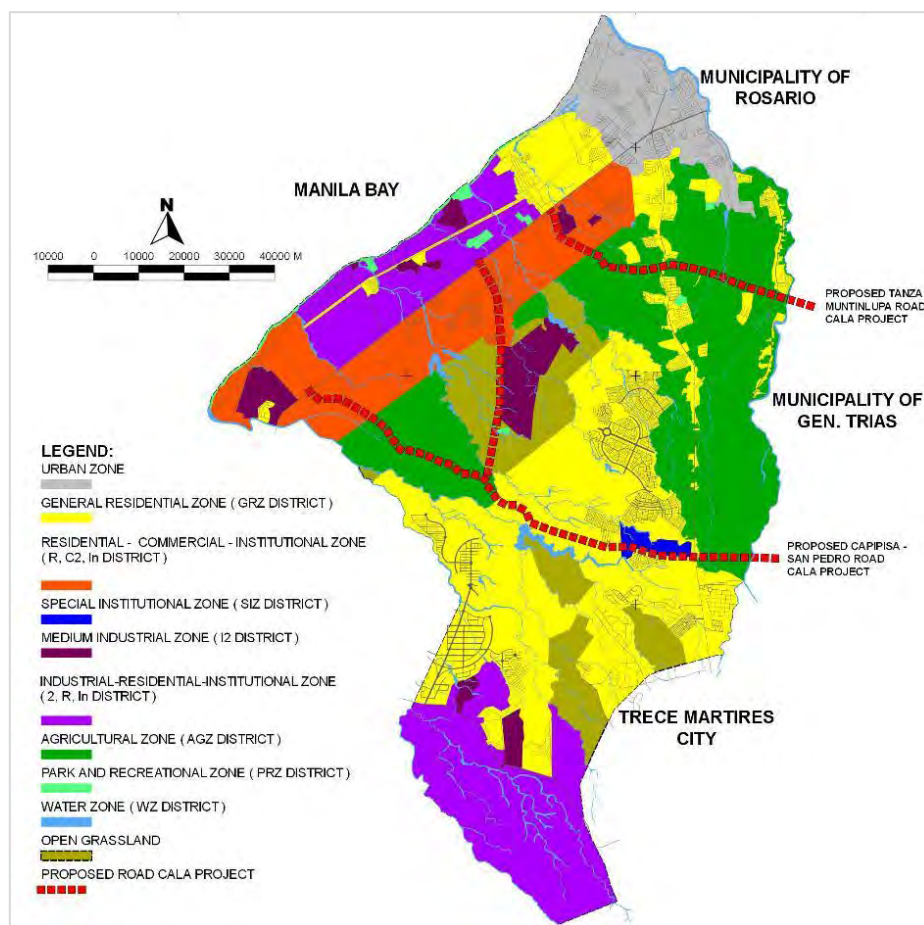 MUNICIPALITY OF
ROSARIO
MANILA BAY
N
10000 0 10000 20000 30000 40000 M
PROPOSED TANZA
MUNTINLUPA ROAD
CALA PROJECT
MUNICIPALITY OF
GEN. TRIAS
LEGEND:
URBAN ZONE
GENERAL RESIDENTIAL ZONE ( GRZ DISTRICT )
RESIDENTIAL - COMMERCIAL - INSTITUTIONAL ZONE
( R, C2, In DISTRICT )
SPECIAL INSTITUTIONAL ZONE ( SIZ DISTRICT )
MEDIUM INDUSTRIAL ZONE ( I2 DISTRICT )
INDUSTRIAL-RESIDENTIAL-INSTITUTIONAL ZONE
( 2, R, In DISTRICT )
AGRICULTURAL ZONE ( AGZ DISTRICT )
PARK AND RECREATIONAL ZONE ( PRZ DISTRICT )
WATER ZONE ( WZ DISTRICT )
OPEN GRASSLAND
PROPOSED ROAD CALA PROJECT
PROPOSED CAPIPISA -
SAN PEDRO ROAD
CALA PROJECT
TRECE MARTIRES
CITY